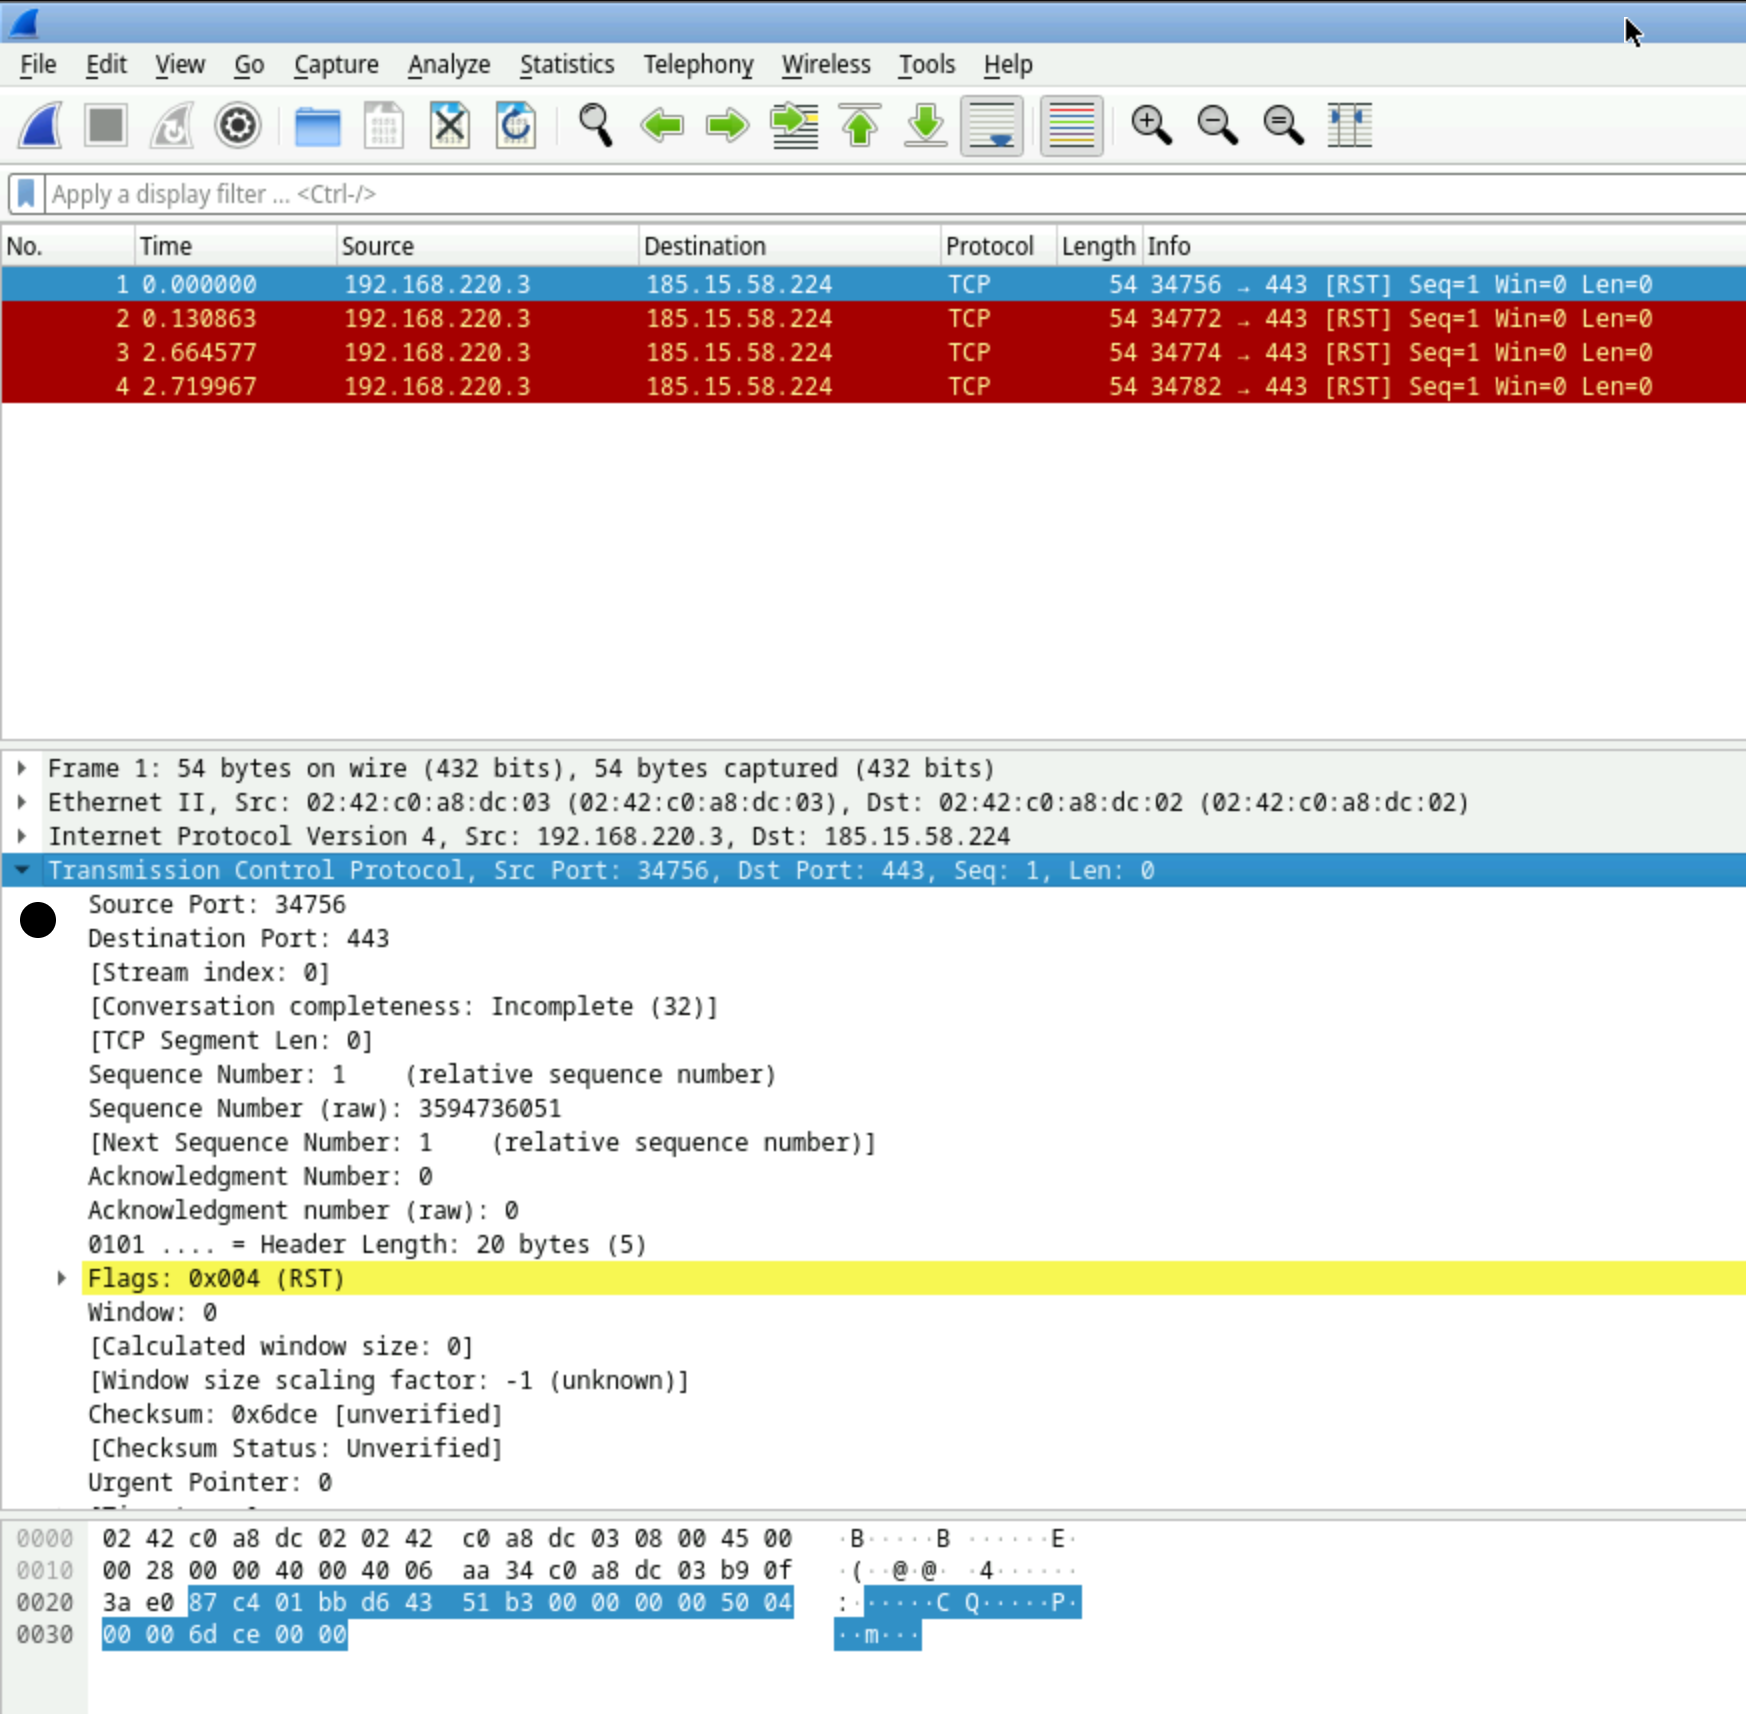 File Edit View Go Capture Analyze Statistics Telephony Wireless Tools Help
Apply a display filter ... <Ctrl-/>
No. Time Source Destination Protocol Length Info
1 0.000000 192.168.220.3 185.15.58.224 TCP 54 34756 → 443 [RST] Seq=1 Win=0 Len=0
2 0.130863 192.168.220.3 185.15.58.224 TCP 54 34772 → 443 [RST] Seq=1 Win=0 Len=0
3 2.664577 192.168.220.3 185.15.58.224 TCP 54 34774 → 443 [RST] Seq=1 Win=0 Len=0
4 2.719967 192.168.220.3 185.15.58.224 TCP 54 34782 → 443 [RST] Seq=1 Win=0 Len=0
Frame 1: 54 bytes on wire (432 bits), 54 bytes captured (432 bits)
Ethernet II, Src: 02:42:c0:a8:dc:03 (02:42:c0:a8:dc:03), Dst: 02:42:c0:a8:dc:02 (02:42:c0:a8:dc:02)
Internet Protocol Version 4, Src: 192.168.220.3, Dst: 185.15.58.224
Transmission Control Protocol, Src Port: 34756, Dst Port: 443, Seq: 1, Len: 0
Source Port: 34756
Destination Port: 443
[Stream index: 0]
[Conversation completeness: Incomplete (32)]
[TCP Segment Len: 0]
Sequence Number: 1 (relative sequence number)
Sequence Number (raw): 3594736051
[Next Sequence Number: 1 (relative sequence number)]
Acknowledgment Number: 0
Acknowledgment number (raw): 0
0101 .... = Header Length: 20 bytes (5)
Flags: 0x004 (RST)
Window: 0
[Calculated window size: 0]
[Window size scaling factor: -1 (unknown)]
Checksum: 0x6dce [unverified]
[Checksum Status: Unverified]
Urgent Pointer: 0
0000 02 42 c0 a8 dc 02 02 42 c0 a8 dc 03 08 00 45 00 ·B·····B ······E·
0010 00 28 00 00 40 00 40 06 aa 34 c0 a8 dc 03 b9 0f ·(··@·@· ·4······
0020 3a e0 87 c4 01 bb d6 43 51 b3 00 00 00 00 50 04 :······C Q·····P·
0030 00 00 6d ce 00 00 ··m···